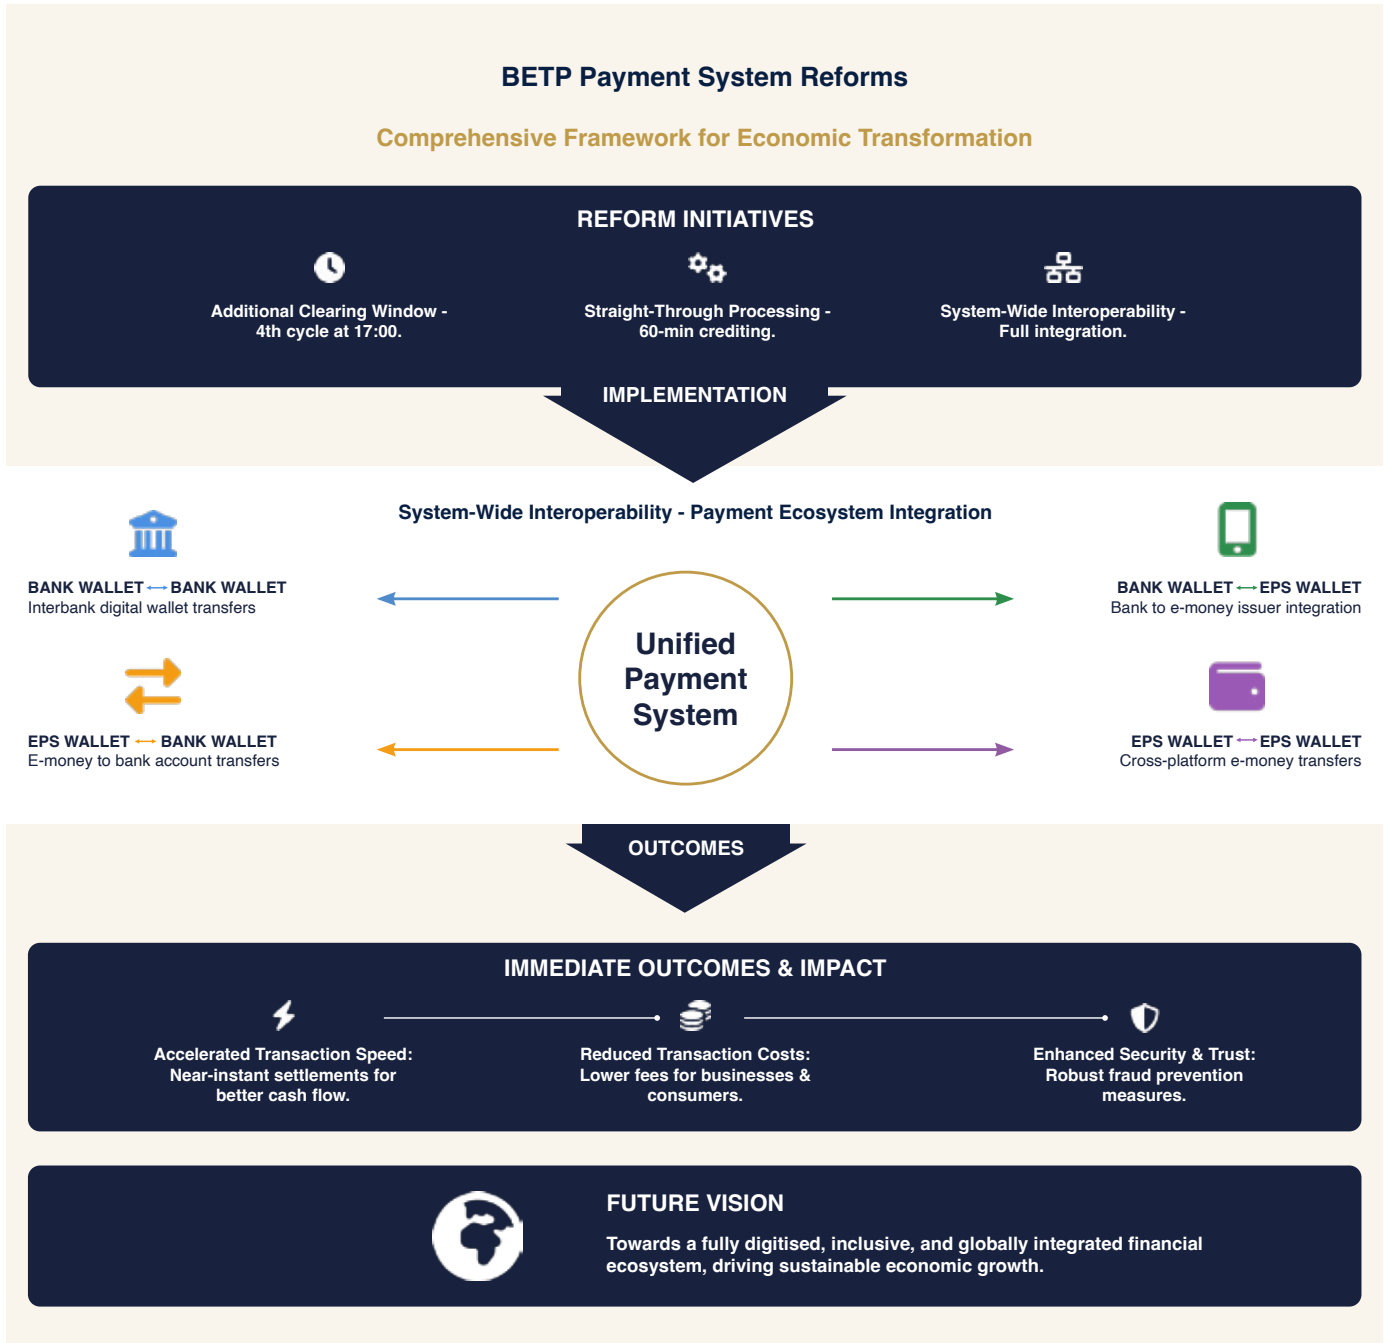 BETP Payment System Reforms
Comprehensive Framework for Economic Transformation
REFORM INITIATIVES
Additional Clearing Window -
4th cycle at 17:00.
Straight-Through Processing -
60-min crediting.
System-Wide Interoperability -
Full integration.
IMPLEMENTATION
System-Wide Interoperability - Payment Ecosystem Integration
BANK WALLET ↔ BANK WALLET
Interbank digital wallet transfers
BANK WALLET ↔ EPS WALLET
Bank to e-money issuer integration
Unified
Payment
System
EPS WALLET ↔ BANK WALLET
E-money to bank account transfers
EPS WALLET ↔ EPS WALLET
Cross-platform e-money transfers
OUTCOMES
IMMEDIATE OUTCOMES & IMPACT
Accelerated Transaction Speed:
Near-instant settlements for
better cash flow.
Reduced Transaction Costs:
Lower fees for businesses &
consumers.
Enhanced Security & Trust:
Robust fraud prevention
measures.
FUTURE VISION
Towards a fully digitised, inclusive, and globally integrated financial
ecosystem, driving sustainable economic growth.